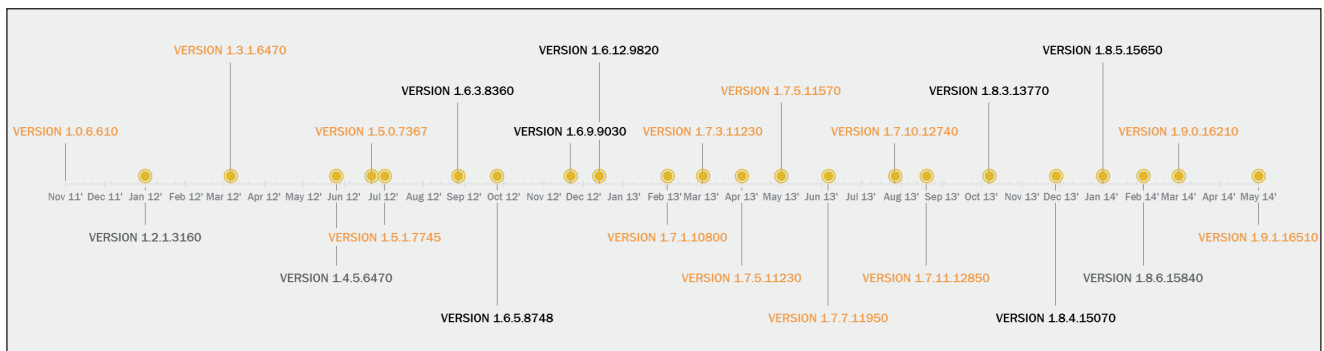 VERSION 1.3.1.6470
VERSION 1.6.12.9820
VERSION 1.8.5.15650
VERSION 1.6.3.8360
VERSION 1.7.5.11570
VERSION 1.8.3.13770
VERSION 1.0.6.610
VERSION 1.5.0.7367
VERSION 1.6.9.9030
VERSION 1.7.3.11230
VERSION 1.7.10.12740
VERSION 1.9.0.16210
Nov 11' Dec 11' Jan 12' Feb 12' Mar 12' Apr 12' May 12' Jun 12' Jul 12' Aug 12' Sep 12' Oct 12' Nov 12' Dec 12' Jan 13' Feb 13' Mar 13' Apr 13' May 13' Jun 13' Jul 13' Aug 13' Sep 13' Oct 13' Nov 13' Dec 13' Jan 14' Feb 14' Mar 14' Apr 14' May 14'
VERSION 1.2.1.3160
VERSION 1.5.1.7745
VERSION 1.7.1.10800
VERSION 1.9.1.16510
VERSION 1.4.5.6470
VERSION 1.7.5.11230
VERSION 1.7.11.12850
VERSION 1.8.6.15840
VERSION 1.6.5.8748
VERSION 1.7.7.11950
VERSION 1.8.4.15070